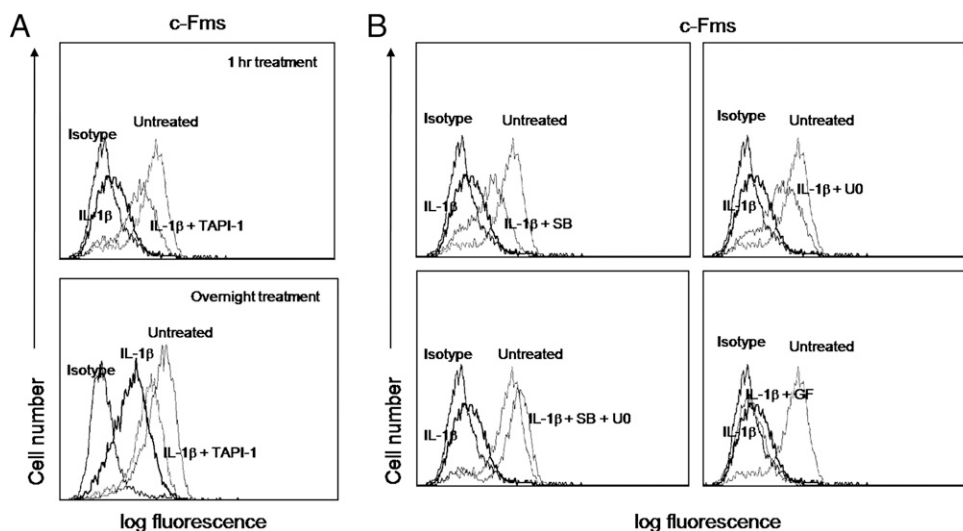 A
c-Fms
1 hr treatment
Isotype
Untreated
IL-1β
IL-1β + TAPI-1
Overnight treatment
Untreated
IL-1β
Isotype
IL-1β + TAPI-1
Cell number
log fluorescence
B
c-Fms
Isotype
Untreated
IL-1β
IL-1β + SB
Isotype
Untreated
IL-1β + U0
IL-1β
Isotype
Untreated
IL-1β + SB + U0
IL-1β
Isotype
Untreated
IL-1β + GF
IL-1β
Cell number
log fluorescence